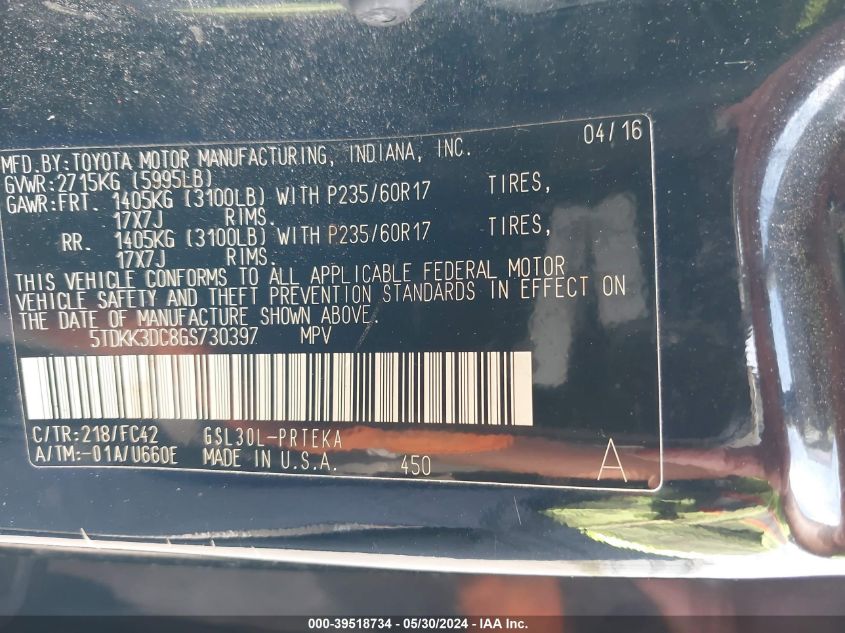 MFD.BY:TOYOTA MOTOR MANUFACTURING, INDIANA, INC. 04/16
GVWR:2715KG (5995LB)
GAWR:FRT. 1405KG (3100LB) WITH P235/60R17 TIRES,
17X7J RIMS.
RR. 1405KG (3100LB) WITH P235/60R17 TIRES,
17X7J RIMS.
THIS VEHICLE CONFORMS TO ALL APPLICABLE FEDERAL MOTOR
VEHICLE SAFETY AND THEFT PREVENTION STANDARDS IN EFFECT ON
THE DATE OF MANUFACTURE SHOWN ABOVE.
5TDKK3DC8GS730397 MPV
C/TR:218/FC42 GSL30L-PRTEKA
A/TM:-01A/U660E MADE IN U.S.A. 450 A
000-39518734 - 05/30/2024 - IAA Inc.